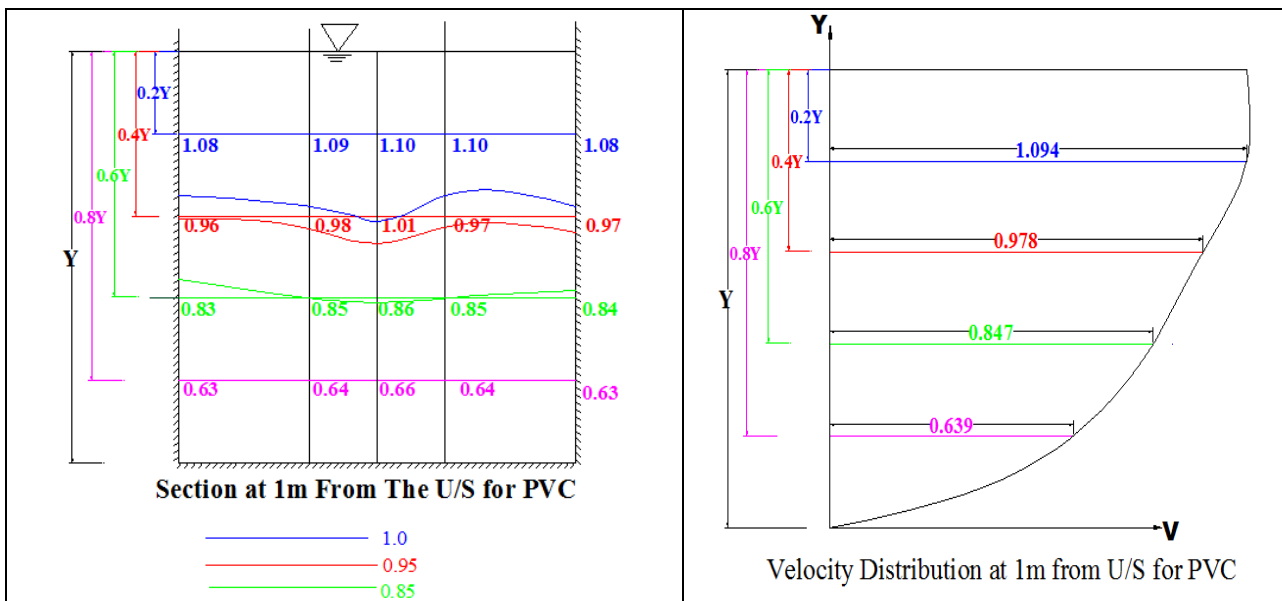 0.2Y
0.4Y
0.6Y
0.8Y
Y
1.08 1.09 1.10 1.10 1.08
0.96 0.98 1.01 0.97 0.97
0.83 0.85 0.86 0.85 0.84
0.63 0.64 0.66 0.64 0.63
Section at 1m From The U/S for PVC
1.0
0.95
0.85
Y
0.2Y
1.094
0.4Y
0.6Y
0.978
0.8Y
Y
0.847
0.639
V
Velocity Distribution at 1m from U/S for PVC